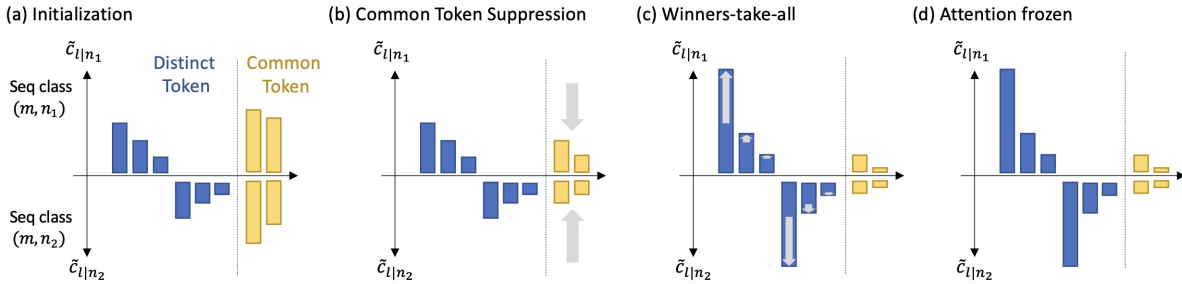 (a) Initialization
(b) Common Token Suppression
(c) Winners-take-all
(d) Attention frozen
c̃_{l|n_1}
Distinct Token
Common Token
Seq class
(m, n_1)
Seq class
(m, n_2)
c̃_{l|n_2}
c̃_{l|n_1}
c̃_{l|n_2}
c̃_{l|n_1}
c̃_{l|n_2}
c̃_{l|n_1}
c̃_{l|n_2}